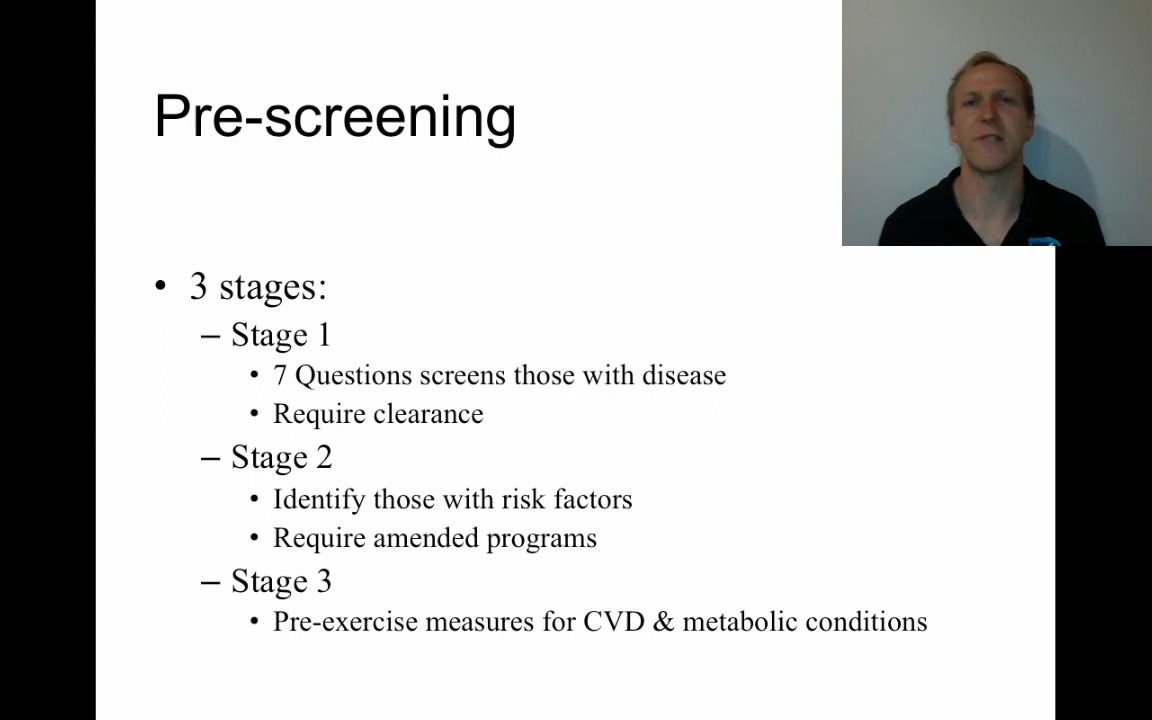 Pre-screening
• 3 stages:
– Stage 1
• 7 Questions screens those with disease
• Require clearance
– Stage 2
• Identify those with risk factors
• Require amended programs
– Stage 3
• Pre-exercise measures for CVD & metabolic conditions